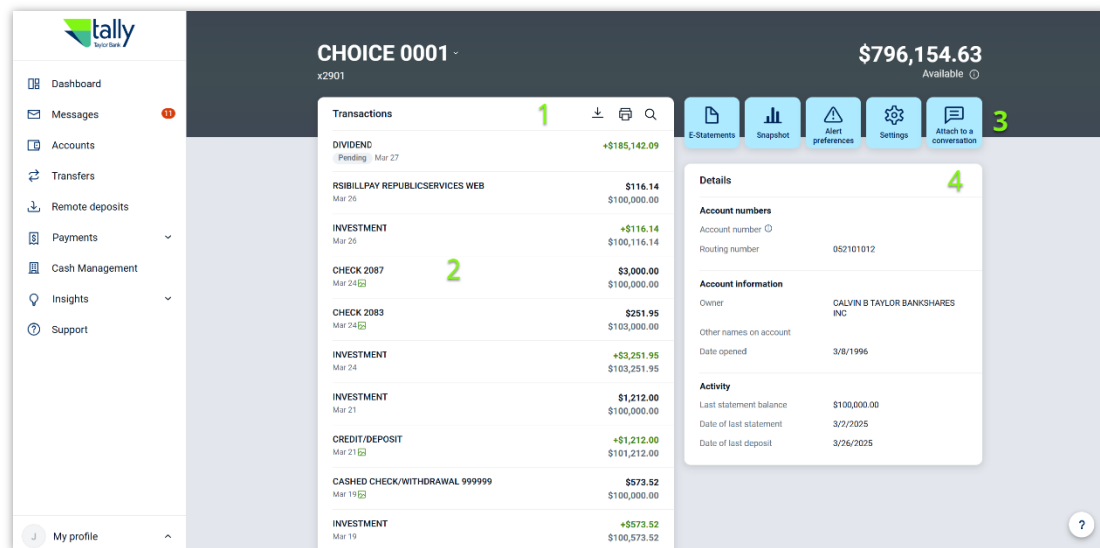 tally
Taylor Bank
Dashboard
Messages 11
Accounts
Transfers
Remote deposits
Payments
Cash Management
Insights
Support
J My profile
CHOICE 0001
x2901
$796,154.63
Available
Transactions 1
DIVIDEND +$185,142.09
Pending Mar 27
RSIBILLPAY REPUBLICSERVICES WEB $116.14
Mar 26 $100,000.00
INVESTMENT +$116.14
Mar 26 $100,116.14
2
CHECK 2087 $3,000.00
Mar 24 $100,000.00
CHECK 2083 $251.95
Mar 24 $103,000.00
INVESTMENT +$3,251.95
Mar 24 $103,251.95
INVESTMENT $1,212.00
Mar 21 $100,000.00
CREDIT/DEPOSIT +$1,212.00
Mar 21 $101,212.00
CASHED CHECK/WITHDRAWAL 999999 $573.52
Mar 19 $100,000.00
INVESTMENT +$573.52
Mar 19 $100,573.52
E-Statements
Snapshot
Alert
preferences
Settings
Attach to a
conversation
3
Details 4
Account numbers
Account number
Routing number 052101012
Account information
Owner CALVIN B TAYLOR BANKSHARES
INC
Other names on account
Date opened 3/8/1996
Activity
Last statement balance $100,000.00
Date of last statement 3/2/2025
Date of last deposit 3/26/2025
?